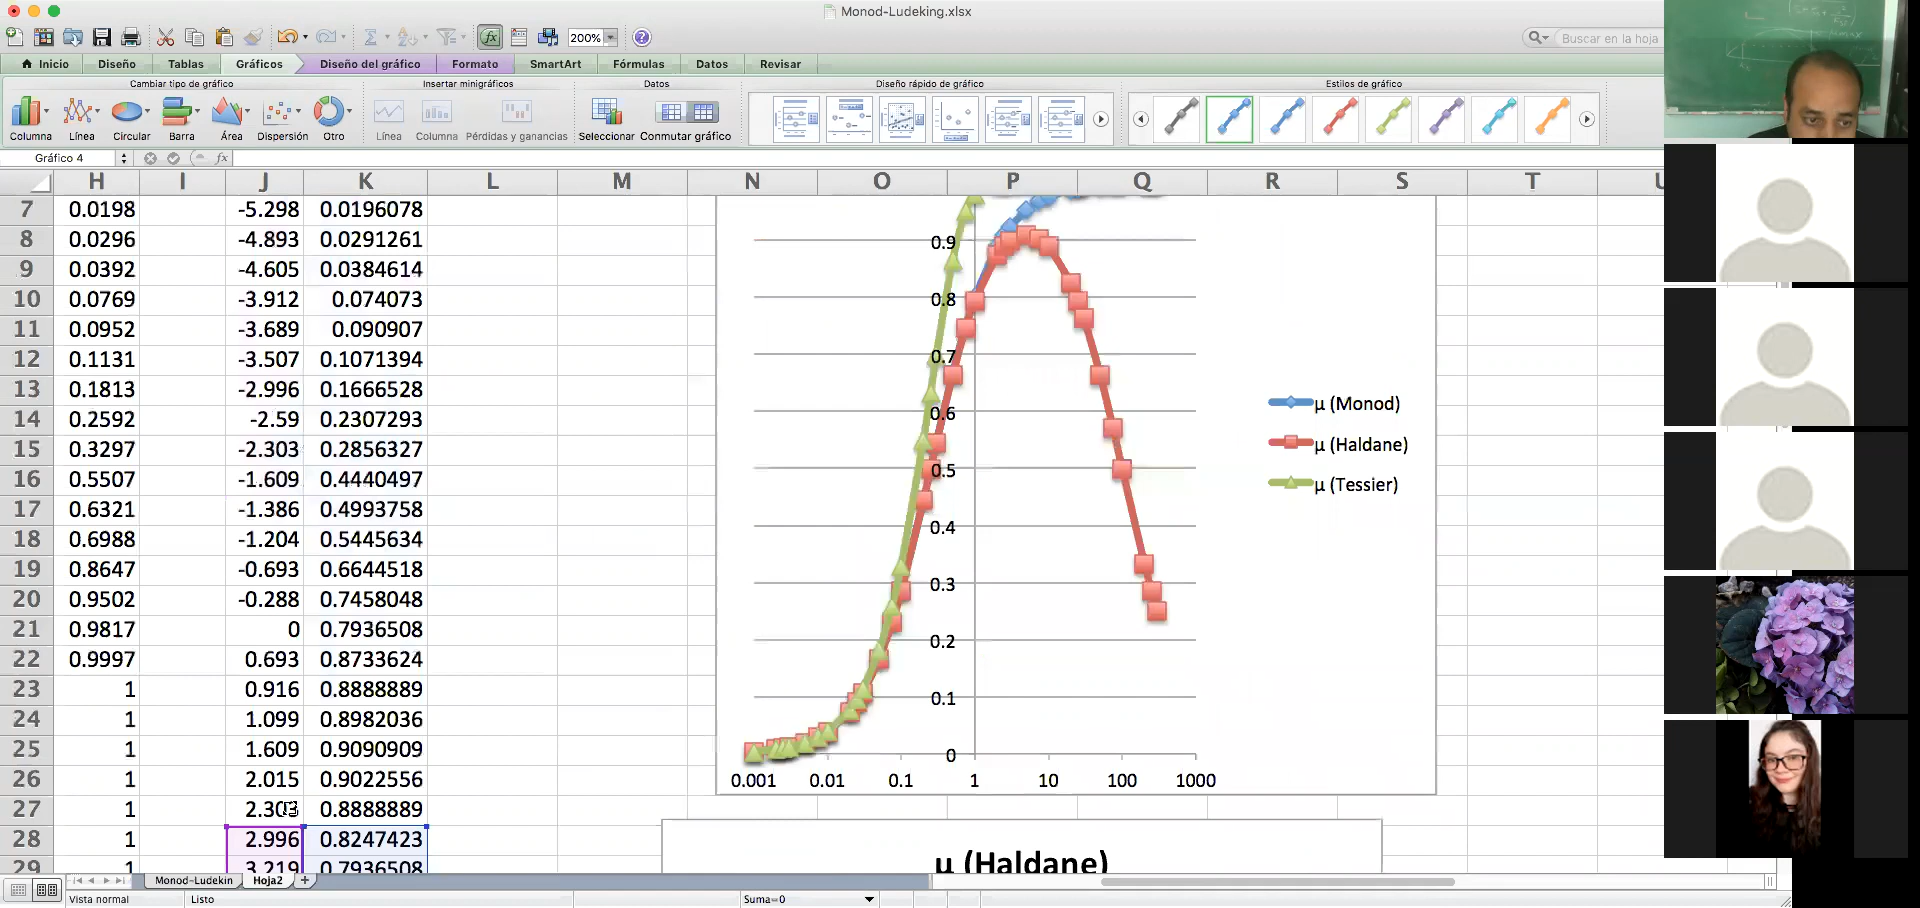 Monod-Ludeking.xlsx
200%
Buscar en la hoja
Inicio Diseño Tablas Gráficos Diseño del gráfico Formato SmartArt Fórmulas Datos Revisar
Cambiar tipo de gráfico Insertar minigráficos Datos Diseño rápido de gráfico Estilos de gráfico
Columna Línea Circular Barra Área Dispersión Otro Línea Columna Pérdidas y ganancias Seleccionar Conmutar gráfico
Gráfico 4 fx
H I J K L M N O P Q R S T U
7 0.0198 -5.298 0.0196078
8 0.0296 -4.893 0.0291261
9 0.0392 -4.605 0.0384614
10 0.0769 -3.912 0.074073
11 0.0952 -3.689 0.090907
12 0.1131 -3.507 0.1071394
13 0.1813 -2.996 0.1666528
14 0.2592 -2.59 0.2307293
15 0.3297 -2.303 0.2856327
16 0.5507 -1.609 0.4440497
17 0.6321 -1.386 0.4993758
18 0.6988 -1.204 0.5445634
19 0.8647 -0.693 0.6644518
20 0.9502 -0.288 0.7458048
21 0.9817 0 0.7936508
22 0.9997 0.693 0.8733624
23 1 0.916 0.8888889
24 1 1.099 0.8982036
25 1 1.609 0.9090909
26 1 2.015 0.9022556
27 1 2.303 0.8888889
28 1 2.996 0.8247423
29 1 3.219 0.7936508
0.9
0.8
0.7
0.6
0.5
0.4
0.3
0.2
0.1
0
0.001 0.01 0.1 1 10 100 1000
μ (Monod)
μ (Haldane)
μ (Tessier)
μ (Haldane)
Monod-Ludekin Hoja2
Vista normal Listo Suma=0